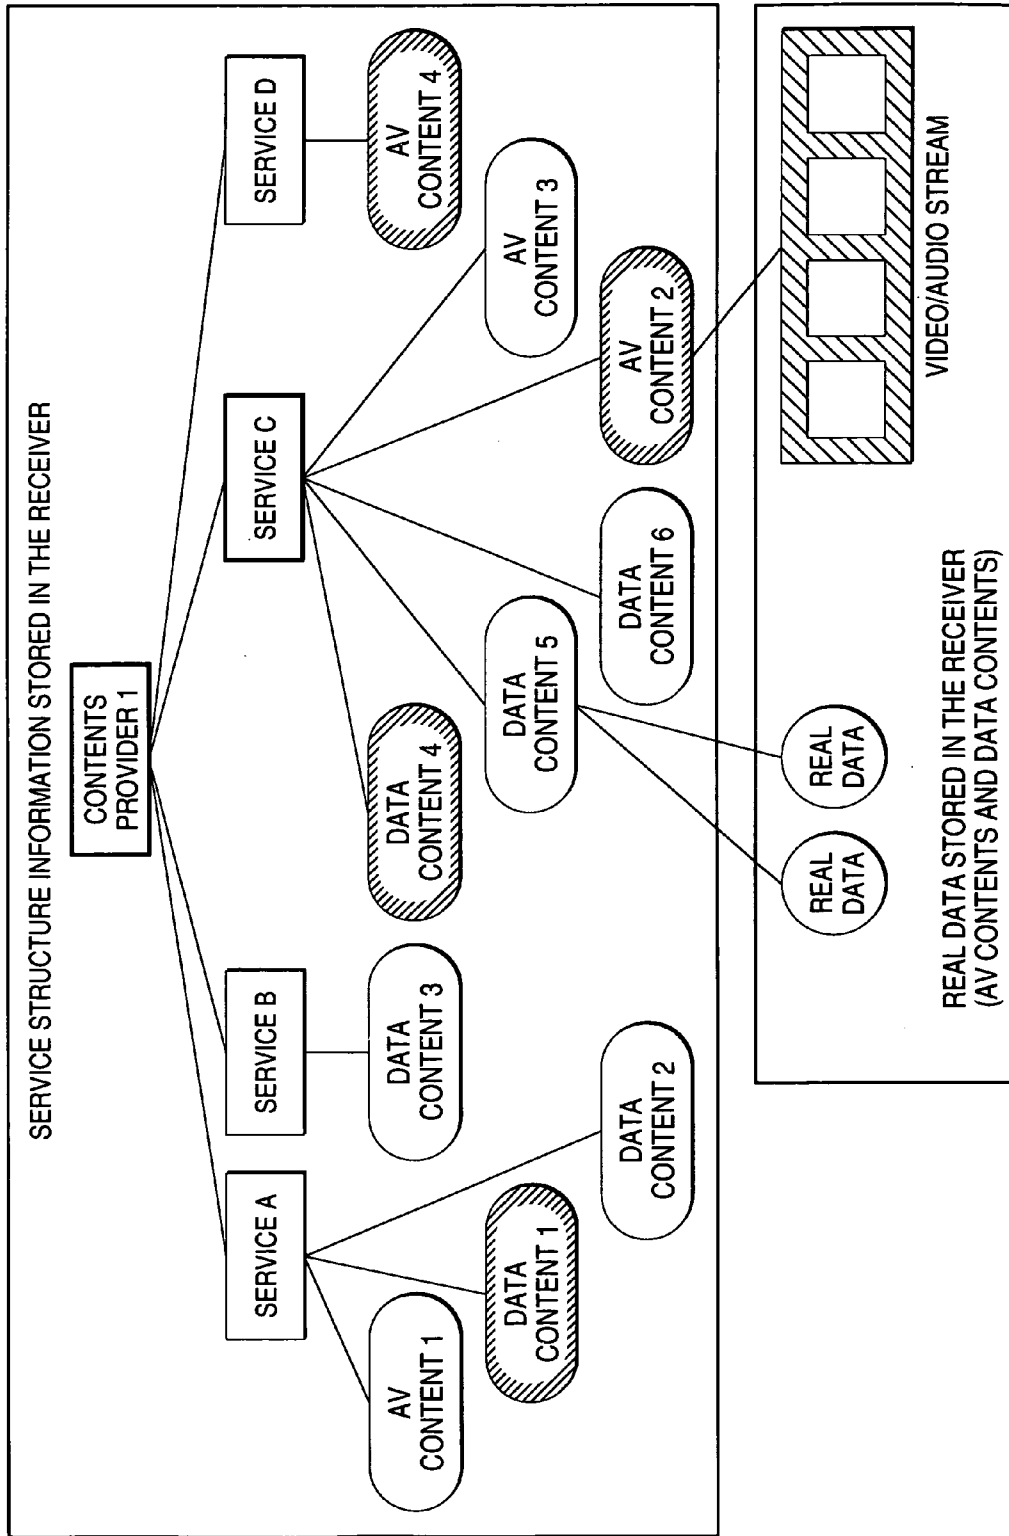 SERVICE STRUCTURE INFORMATION STORED IN THE RECEIVER
CONTENTS
PROVIDER 1
SERVICE A
SERVICE B
SERVICE C
SERVICE D
AV
CONTENT 1
DATA
CONTENT 3
DATA
CONTENT 4
AV
CONTENT 4
DATA
CONTENT 1
DATA
CONTENT 5
AV
CONTENT 3
DATA
CONTENT 2
DATA
CONTENT 6
AV
CONTENT 2
REAL
DATA
REAL
DATA
VIDEO/AUDIO STREAM
REAL DATA STORED IN THE RECEIVER
(AV CONTENTS AND DATA CONTENTS)